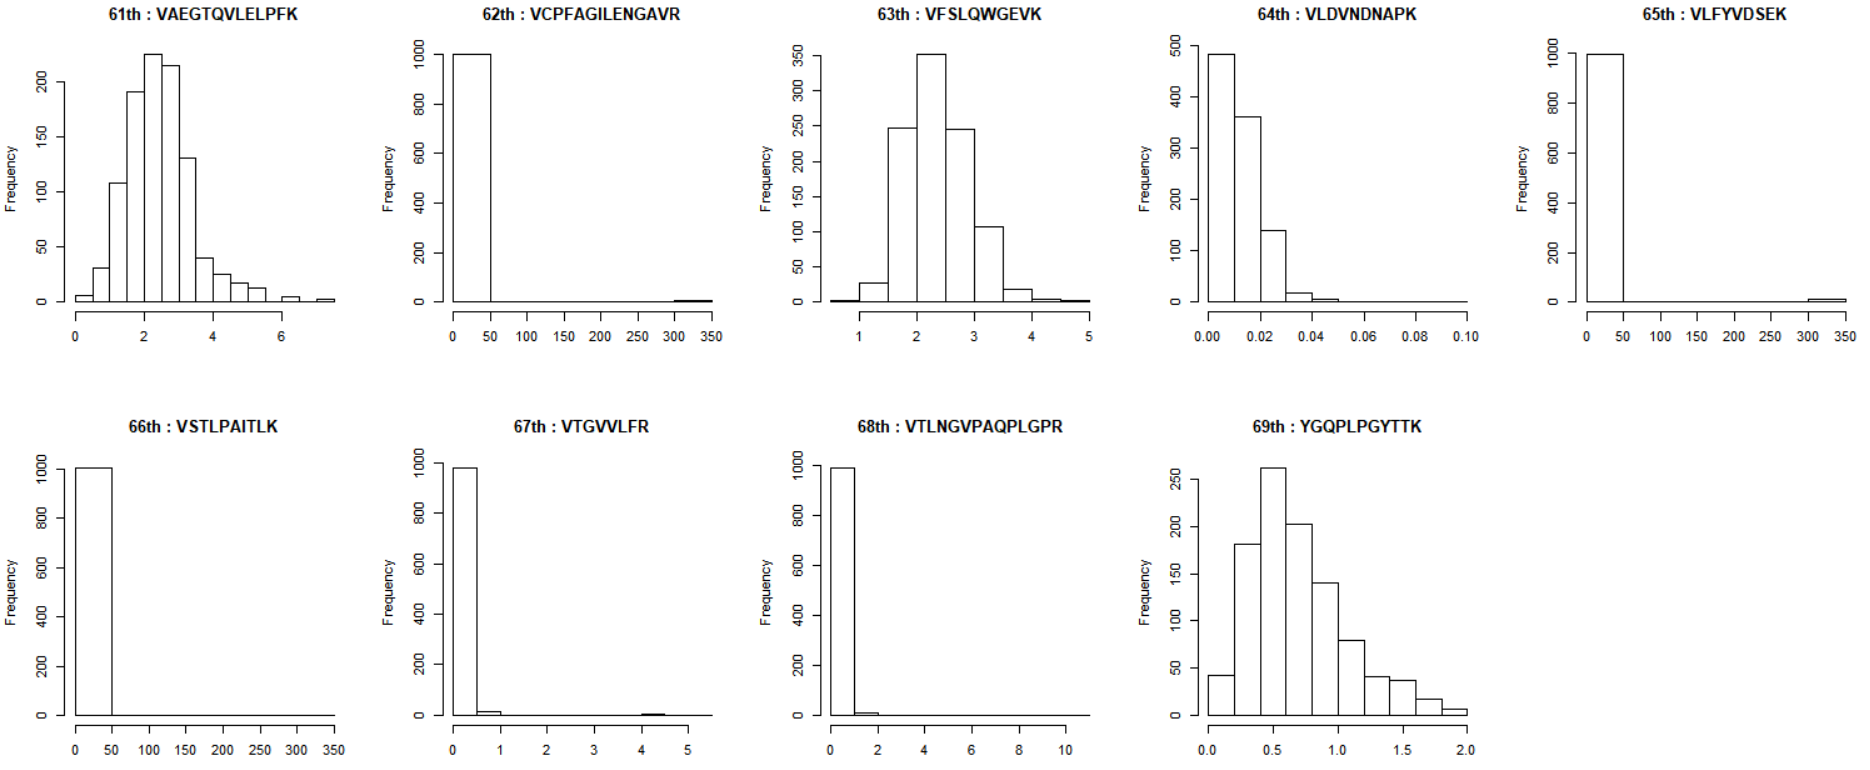 61th : VAEGTQVLELPFK
Frequency
0 50 100 150 200
0 2 4 6
62th : VCPFAGILENGAVR
Frequency
0 200 400 600 800 1000
0 50 100 150 200 250 300 350
63th : VFSLQWGEVK
Frequency
0 50 100 150 200 250 300 350
1 2 3 4 5
64th : VLDVNDNAPK
Frequency
0 100 200 300 400 500
0.00 0.02 0.04 0.06 0.08 0.10
65th : VLFYVDSEK
Frequency
0 200 400 600 800 1000
0 50 100 150 200 250 300 350
66th : VSTLPAITLK
Frequency
0 200 400 600 800 1000
0 50 100 150 200 250 300 350
67th : VTGVVLFR
Frequency
0 200 400 600 800 1000
0 1 2 3 4 5
68th : VTLNGVPAQPLGPR
Frequency
0 200 400 600 800 1000
0 2 4 6 8 10
69th : YGQPLPGYTTK
Frequency
0 50 100 150 200 250
0.0 0.5 1.0 1.5 2.0